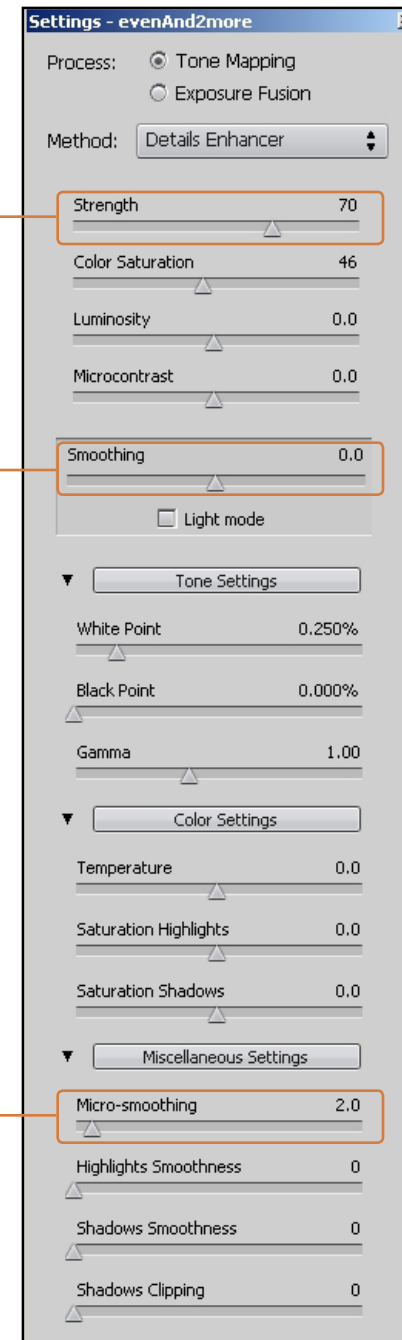 Settings - evenAnd2more
Process: Tone Mapping
Exposure Fusion
Method: Details Enhancer
Strength 70
Color Saturation 46
Luminosity 0.0
Microcontrast 0.0
Smoothing 0.0
Light mode
Tone Settings
White Point 0.250%
Black Point 0.000%
Gamma 1.00
Color Settings
Temperature 0.0
Saturation Highlights 0.0
Saturation Shadows 0.0
Miscellaneous Settings
Micro-smoothing 2.0
Highlights Smoothness 0
Shadows Smoothness 0
Shadows Clipping 0